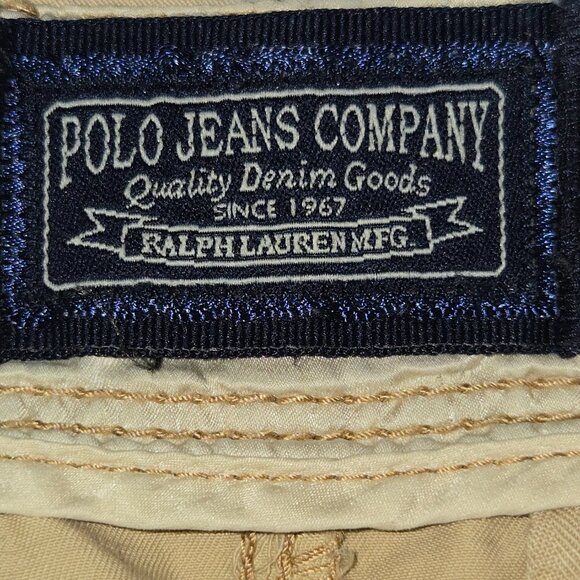 POLO JEANS COMPANY
Quality Denim Goods
SINCE 1967
RALPH LAUREN MFG.